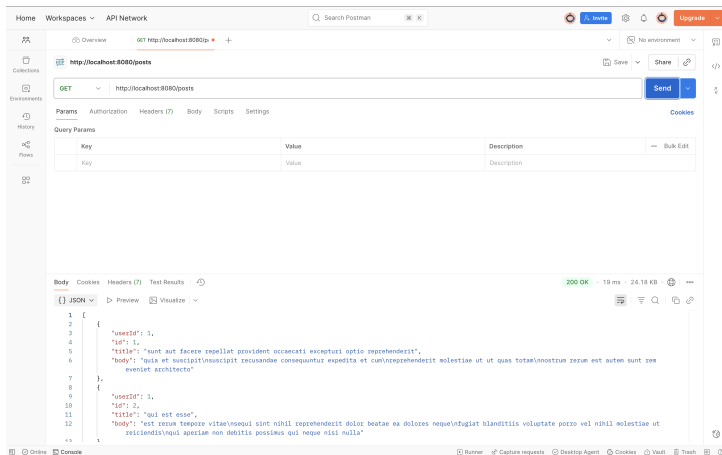 Home Workspaces API Network Search Postman ⌘ K Invite Upgrade
Overview GET http://localhost:8080/p No environment
http://localhost:8080/posts Save Share
Collections
GET http://localhost:8080/posts Send
Environments
Params Authorization Headers (7) Body Scripts Settings Cookies
History
Query Params
Key Value Description Bulk Edit
Flows
Key Value Description
Body Cookies Headers (7) Test Results 200 OK 19 ms 24.18 KB
{} JSON Preview Visualize
1 [
2 {
3 "userId": 1,
4 "id": 1,
5 "title": "sunt aut facere repellat provident occaecati excepturi optio reprehenderit",
6 "body": "quia et suscipit\nsuscipit recusandae consequuntur expedita et cum\nreprehenderit molestiae ut ut quas totam\nnostrum rerum est autem sunt rem
eveniet architecto"
7 },
8 {
9 "userId": 1,
10 "id": 2,
11 "title": "qui est esse",
12 "body": "est rerum tempore vitae\nsequi sint nihil reprehenderit dolor beatae ea dolores neque\nfugiat blanditiis voluptate porro vel nihil molestiae ut
reiciendis\nqui aperiam non debitis possimus qui neque nisi nulla"
13 }
Online Console Runner Capture requests Desktop Agent Cookies Vault Trash